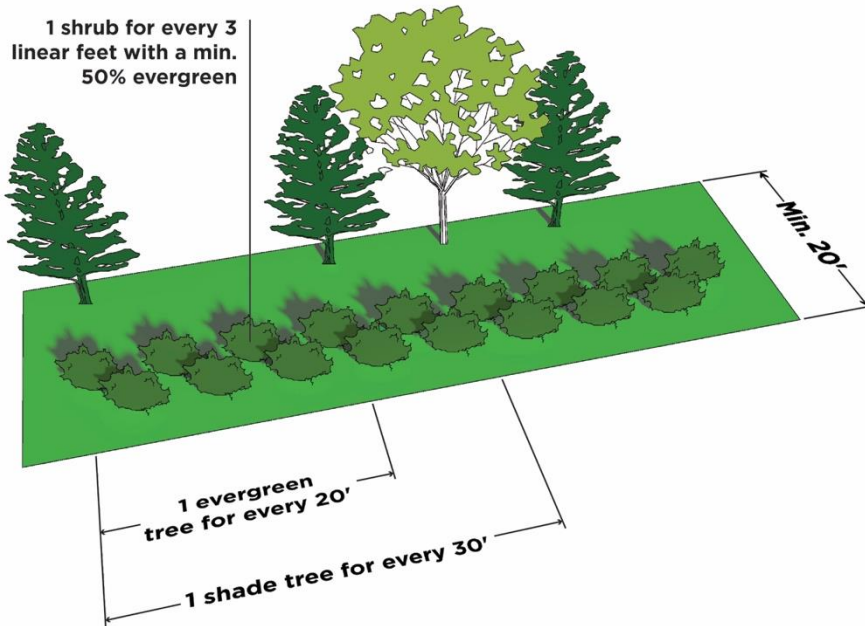 1 shrub for every 3
linear feet with a min.
50% evergreen
Min. 20'
1 evergreen
tree for every 20'
1 shade tree for every 30'